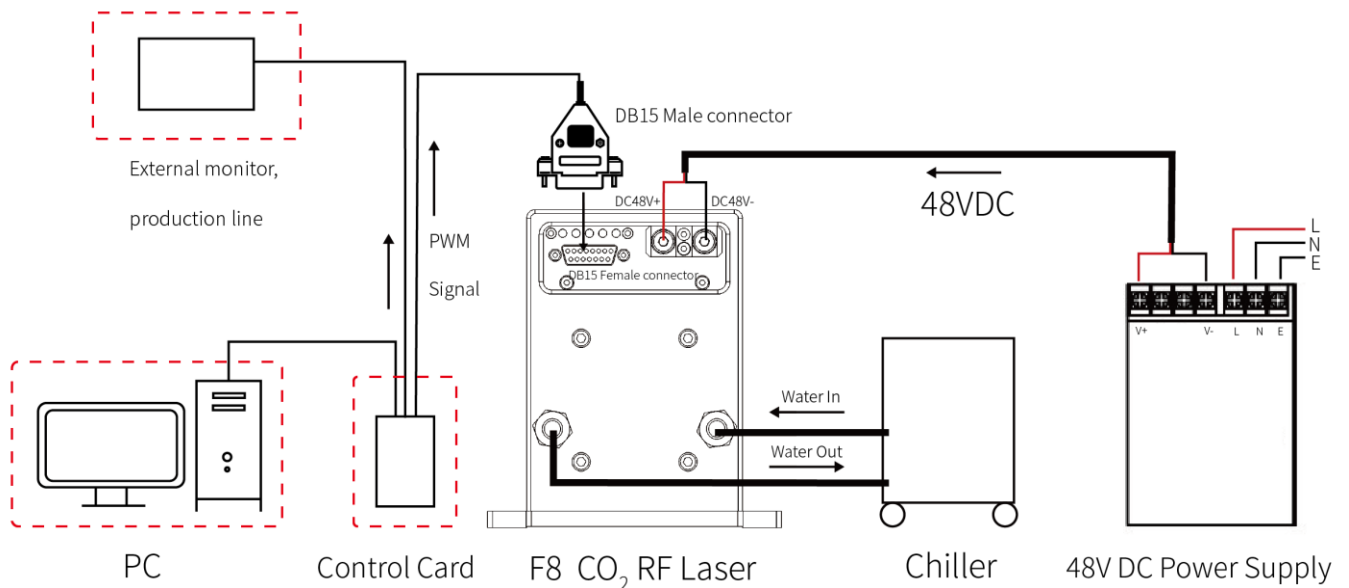 DB15 Male connector
External monitor,
production line
DC48V+
DC48V-
48VDC
L
N
E
PWM
Signal
DB15 Female connector
V+
V-
L
N
E
Water In
Water Out
PC
Control Card
F8 CO₂ RF Laser
Chiller
48V DC Power Supply